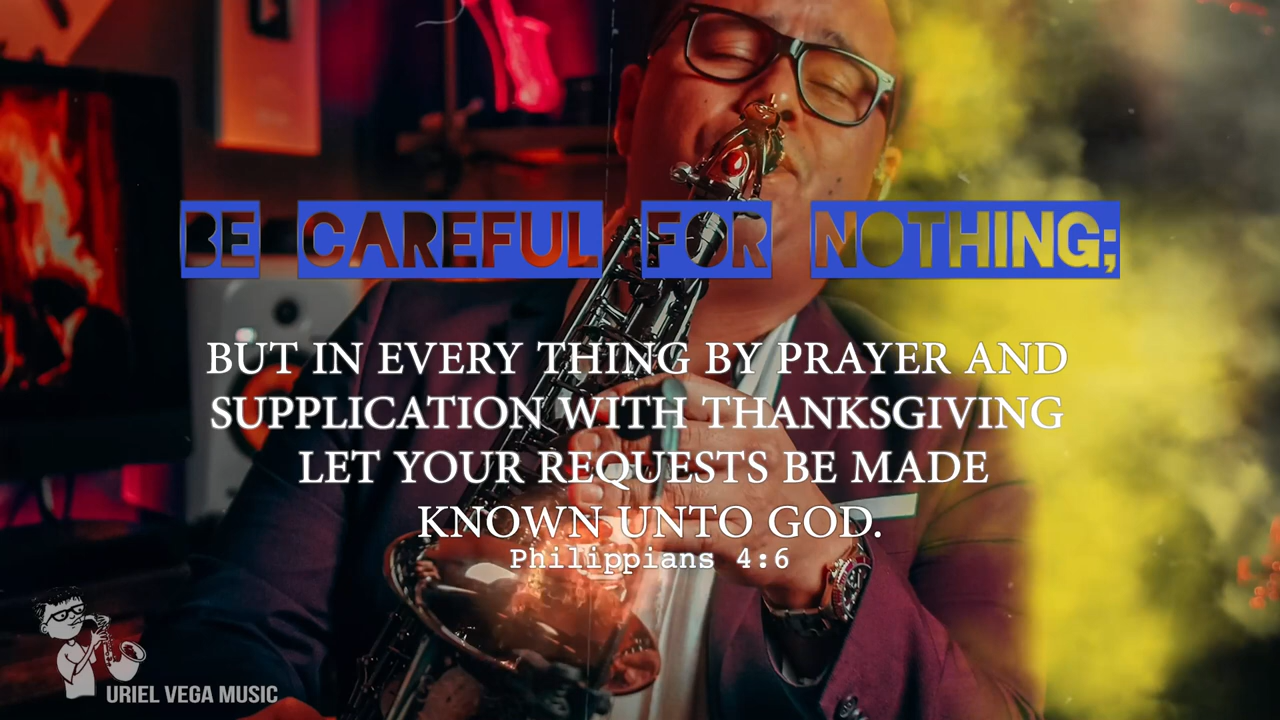 BE CAREFUL FOR NOTHING;
BUT IN EVERY THING BY PRAYER AND
SUPPLICATION WITH THANKSGIVING
LET YOUR REQUESTS BE MADE
KNOWN UNTO GOD.
Philippians 4:6
URIEL VEGA MUSIC